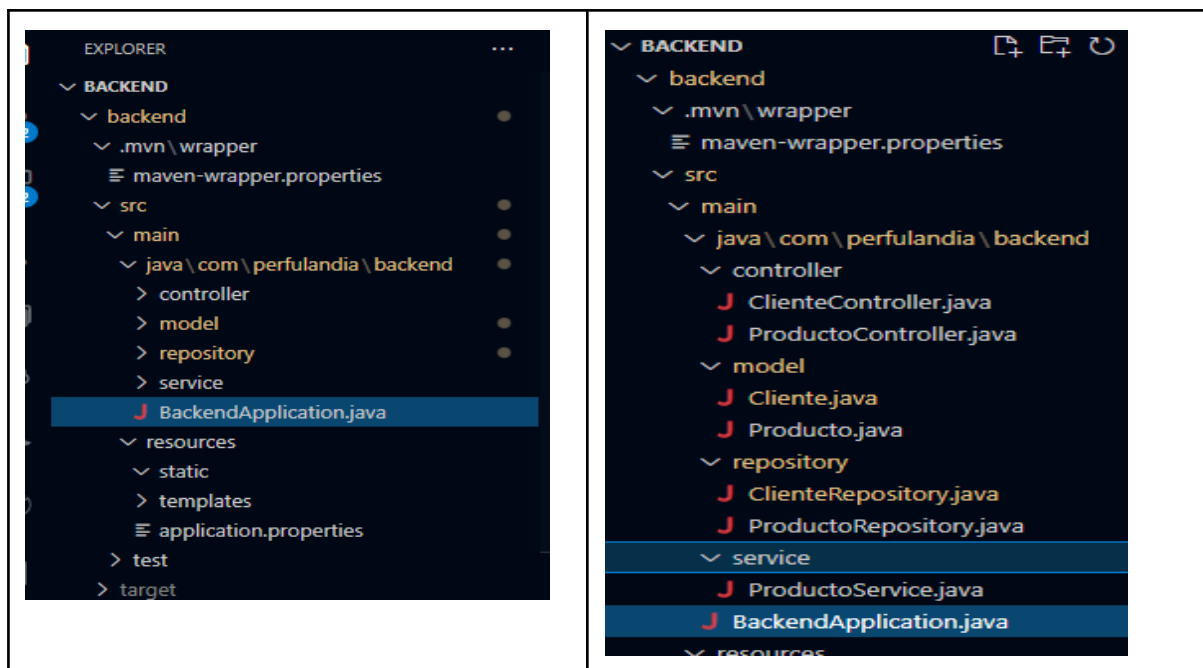 EXPLORER ...
BACKEND
backend
.mvn\wrapper
maven-wrapper.properties
src
main
java\com\perfulandia\backend
controller
model
repository
service
BackendApplication.java
resources
static
templates
application.properties
test
target
BACKEND
backend
.mvn\wrapper
maven-wrapper.properties
src
main
java\com\perfulandia\backend
controller
J ClienteController.java
J ProductoController.java
model
J Cliente.java
J Producto.java
repository
J ClienteRepository.java
J ProductoRepository.java
service
J ProductoService.java
J BackendApplication.java
resources